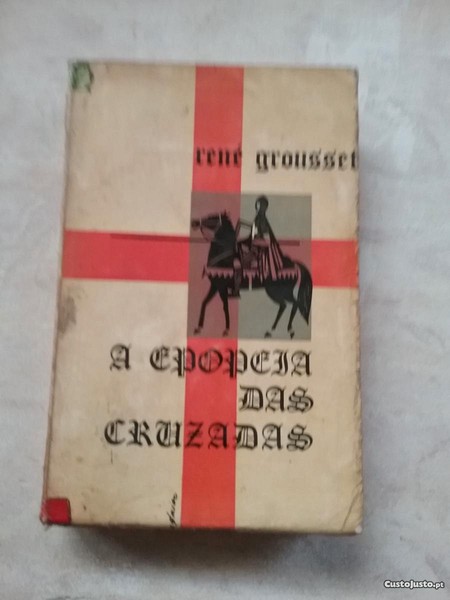 rené grousset
A EPOPEIA
DAS
CRUZADAS
© CustoJusto.pt